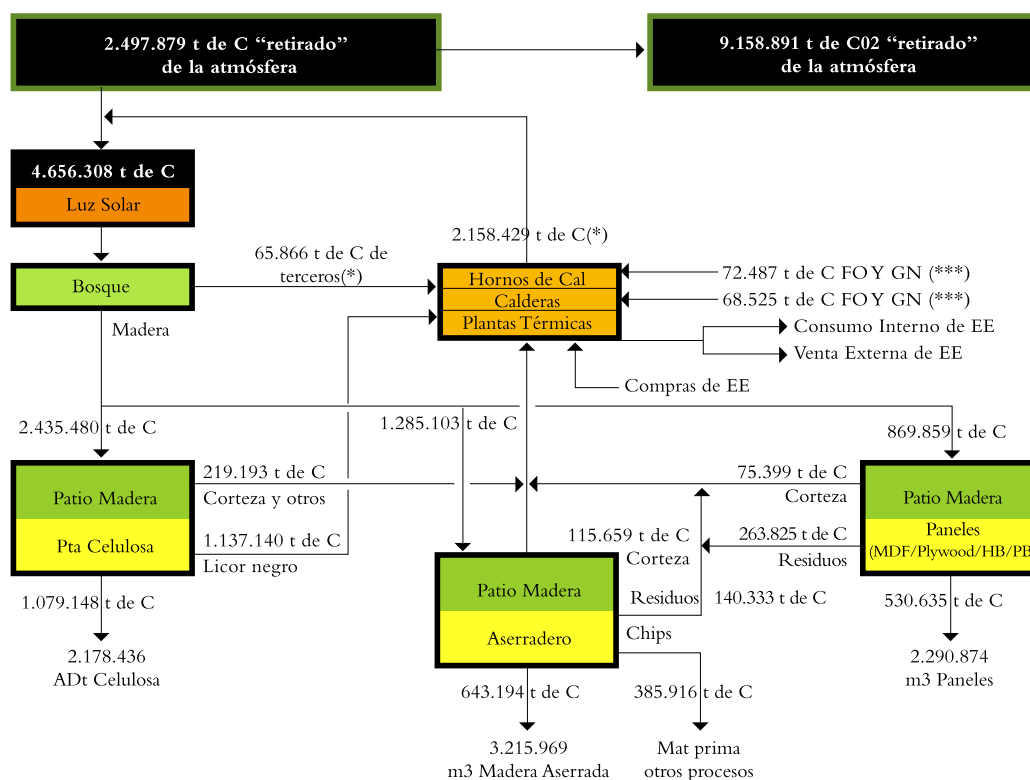 2.497.879 t de C “retirado”
de la atmósfera
9.158.891 t de C02 “retirado”
de la atmósfera
4.656.308 t de C
Luz Solar
Bosque
Madera
65.866 t de C de
terceros(*)
2.158.429 t de C(*)
Hornos de Cal
Calderas
Plantas Térmicas
72.487 t de C FO Y GN (***)
68.525 t de C FO Y GN (***)
Consumo Interno de EE
Venta Externa de EE
Compras de EE
2.435.480 t de C
1.285.103 t de C
869.859 t de C
Patio Madera
Pta Celulosa
219.193 t de C
Corteza y otros
1.137.140 t de C
Licor negro
75.399 t de C
Corteza
263.825 t de C
Residuos
Patio Madera
Paneles
(MDF/Plywood/HB/PB
115.659 t de C
Corteza
Residuos
140.333 t de C
Patio Madera
Aserradero
Chips
1.079.148 t de C
2.178.436
ADt Celulosa
643.194 t de C
385.916 t de C
530.635 t de C
2.290.874
m3 Paneles
3.215.969
m3 Madera Aserrada
Mat prima
otros procesos